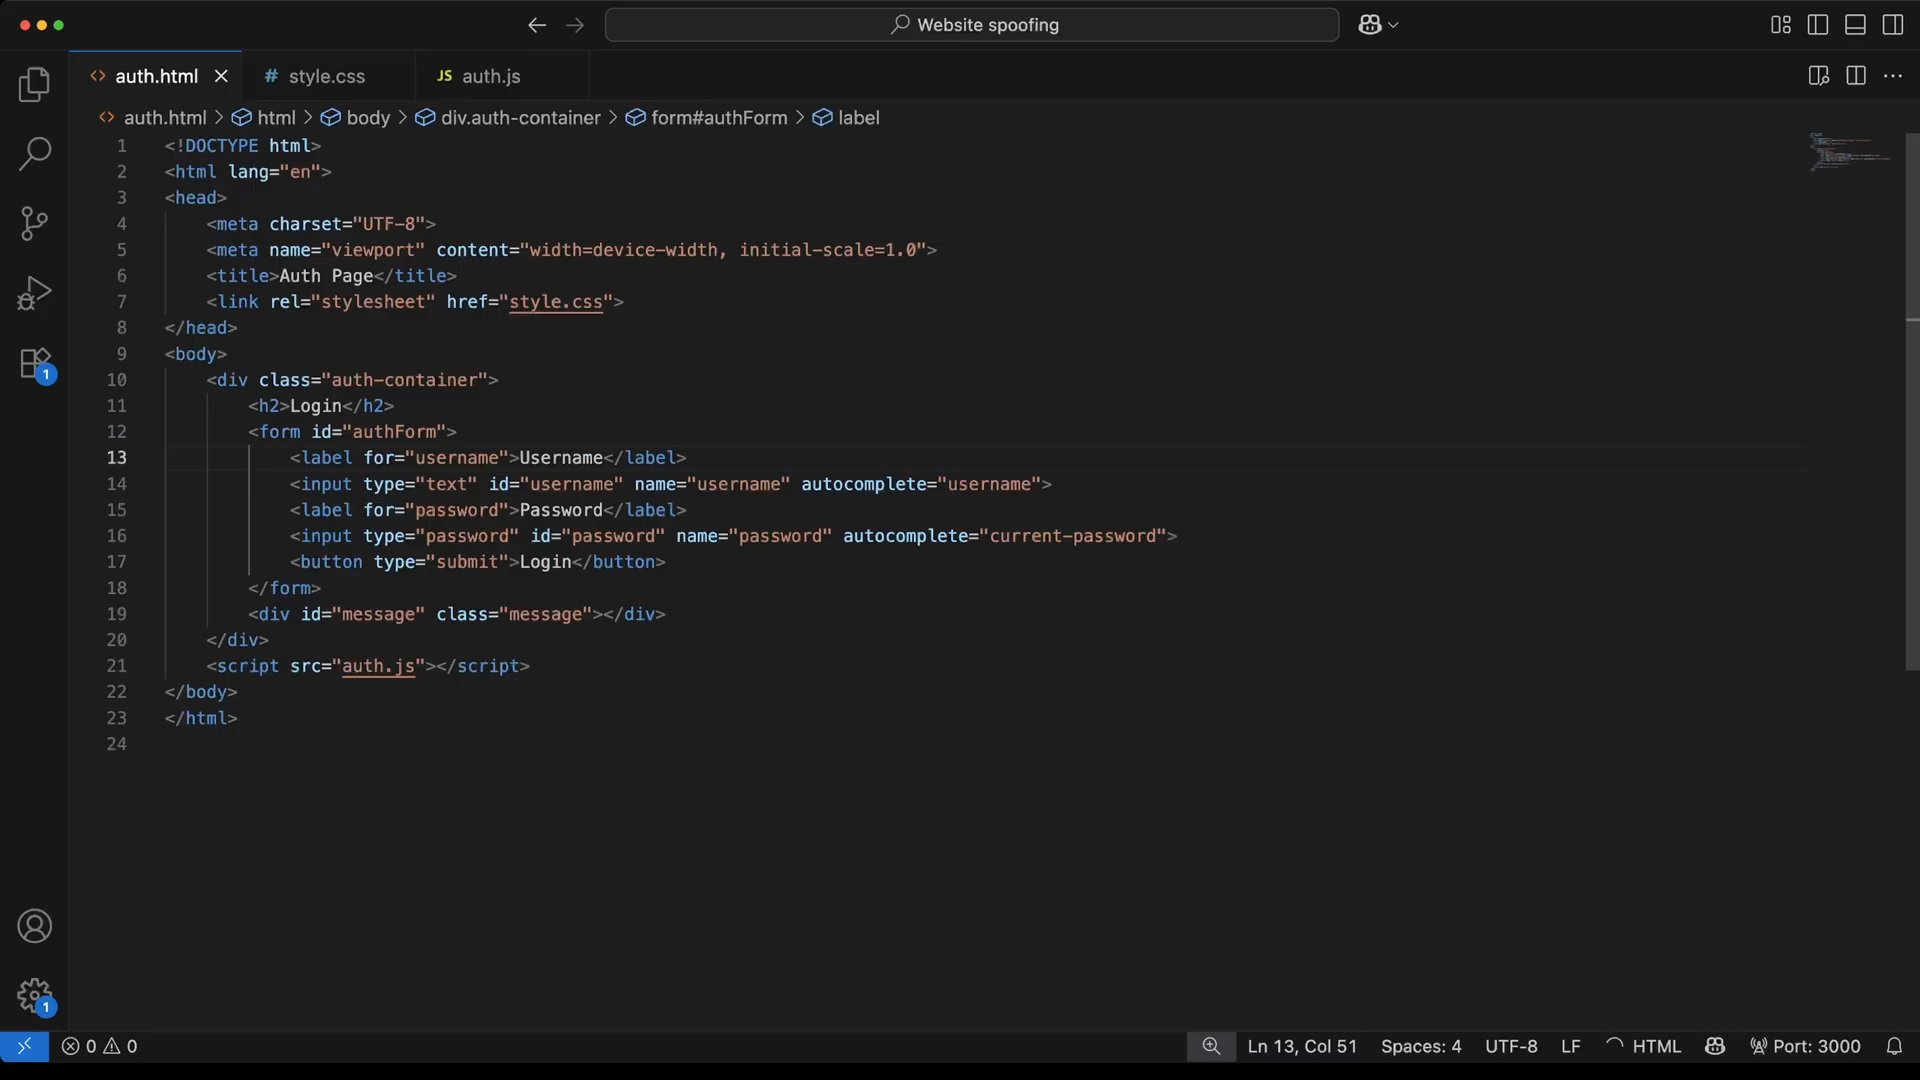 Website spoofing
auth.html
# style.css
JS auth.js
auth.html > html > body > div.auth-container > form#authForm > label
1 <!DOCTYPE html>
2 <html lang="en">
3 <head>
4 <meta charset="UTF-8">
5 <meta name="viewport" content="width=device-width, initial-scale=1.0">
6 <title>Auth Page</title>
7 <link rel="stylesheet" href="style.css">
8 </head>
9 <body>
10 <div class="auth-container">
11 <h2>Login</h2>
12 <form id="authForm">
13 <label for="username">Username</label>
14 <input type="text" id="username" name="username" autocomplete="username">
15 <label for="password">Password</label>
16 <input type="password" id="password" name="password" autocomplete="current-password">
17 <button type="submit">Login</button>
18 </form>
19 <div id="message" class="message"></div>
20 </div>
21 <script src="auth.js"></script>
22 </body>
23 </html>
24
1
1
0 0
Ln 13, Col 51
Spaces: 4
UTF-8
LF
HTML
Port: 3000